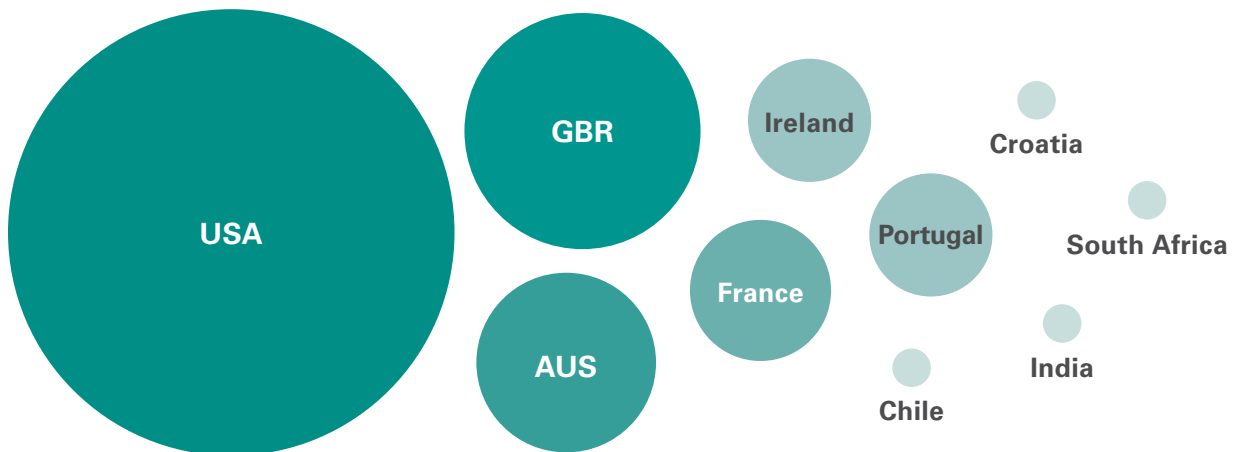 USA
GBR
AUS
Ireland
France
Portugal
Croatia
South Africa
India
Chile